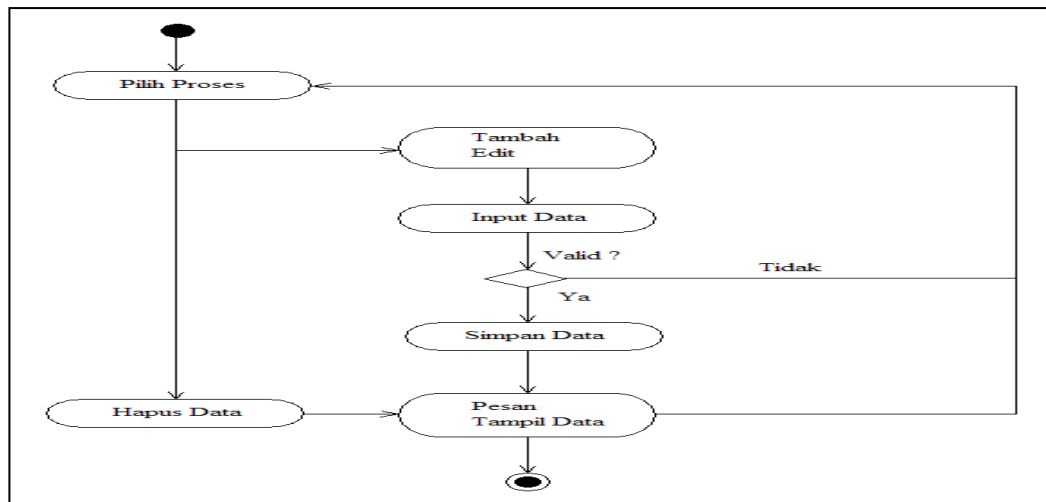 Pilih Proses
Tambah
Edit
Input Data
Valid ?
Tidak
Ya
Simpan Data
Hapus Data
Pesan
Tampil Data